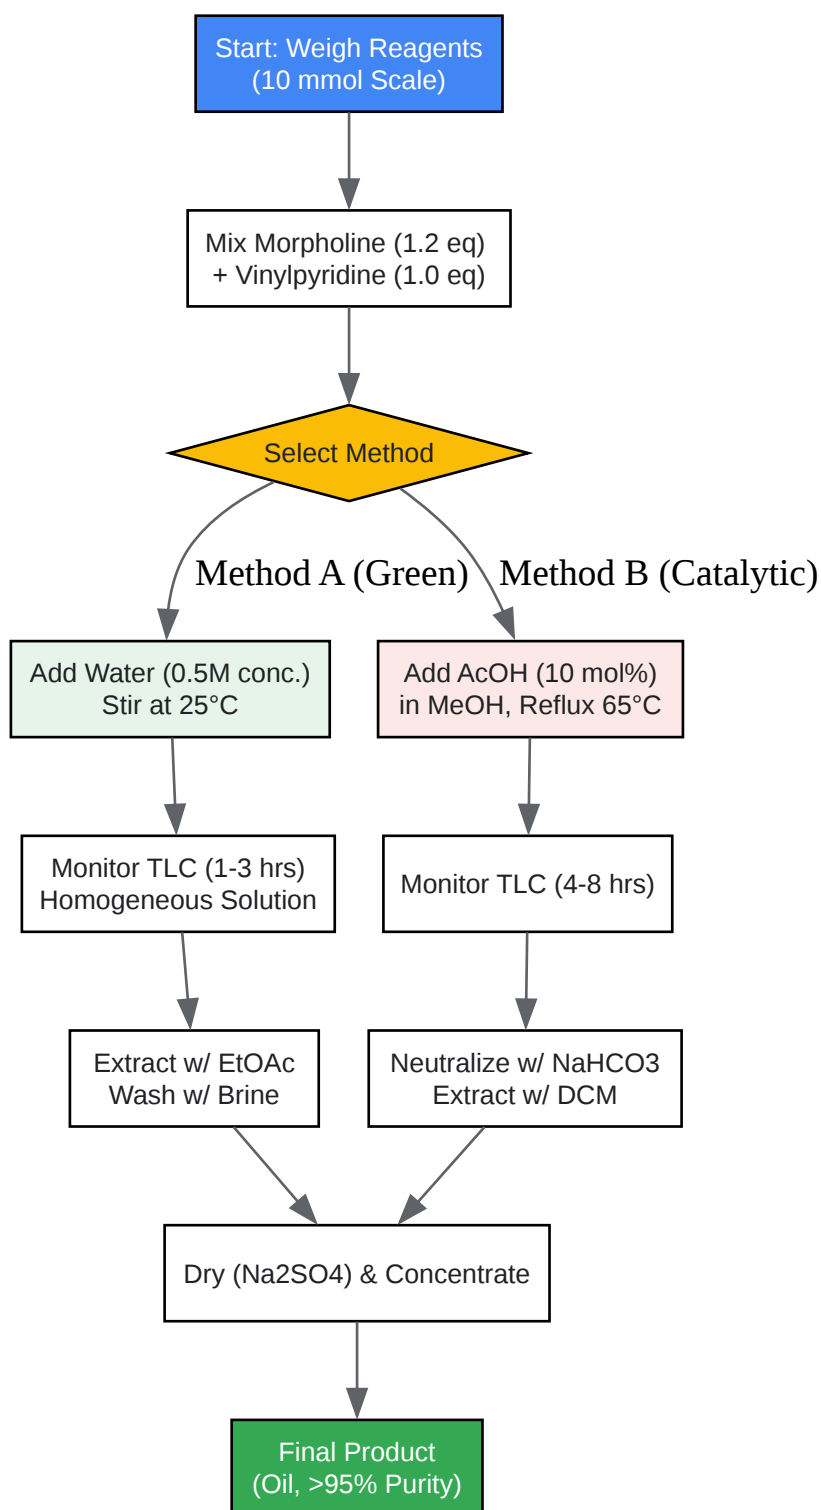 Start: Weigh Reagents
(10 mmol Scale)
Mix Morpholine (1.2 eq)
+ Vinylpyridine (1.0 eq)
Select Method
Method A (Green)
Method B (Catalytic)
Add Water (0.5M conc.)
Stir at 25°C
Add AcOH (10 mol%)
in MeOH, Reflux 65°C
Monitor TLC (1-3 hrs)
Homogeneous Solution
Monitor TLC (4-8 hrs)
Extract w/ EtOAc
Wash w/ Brine
Neutralize w/ NaHCO3
Extract w/ DCM
Dry (Na2SO4) & Concentrate
Final Product
(Oil, >95% Purity)